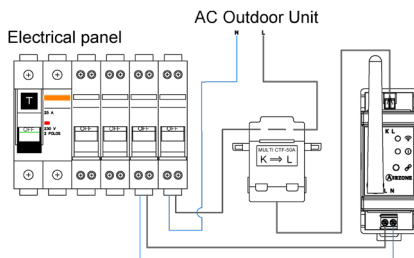 AC Outdoor Unit
Electrical panel
N L
T
25 A
230 V
2 POLOS
OFF OFF OFF OFF OFF
MULTI CTF-50A
K ⇒ L
K L
AIRZONE
L N